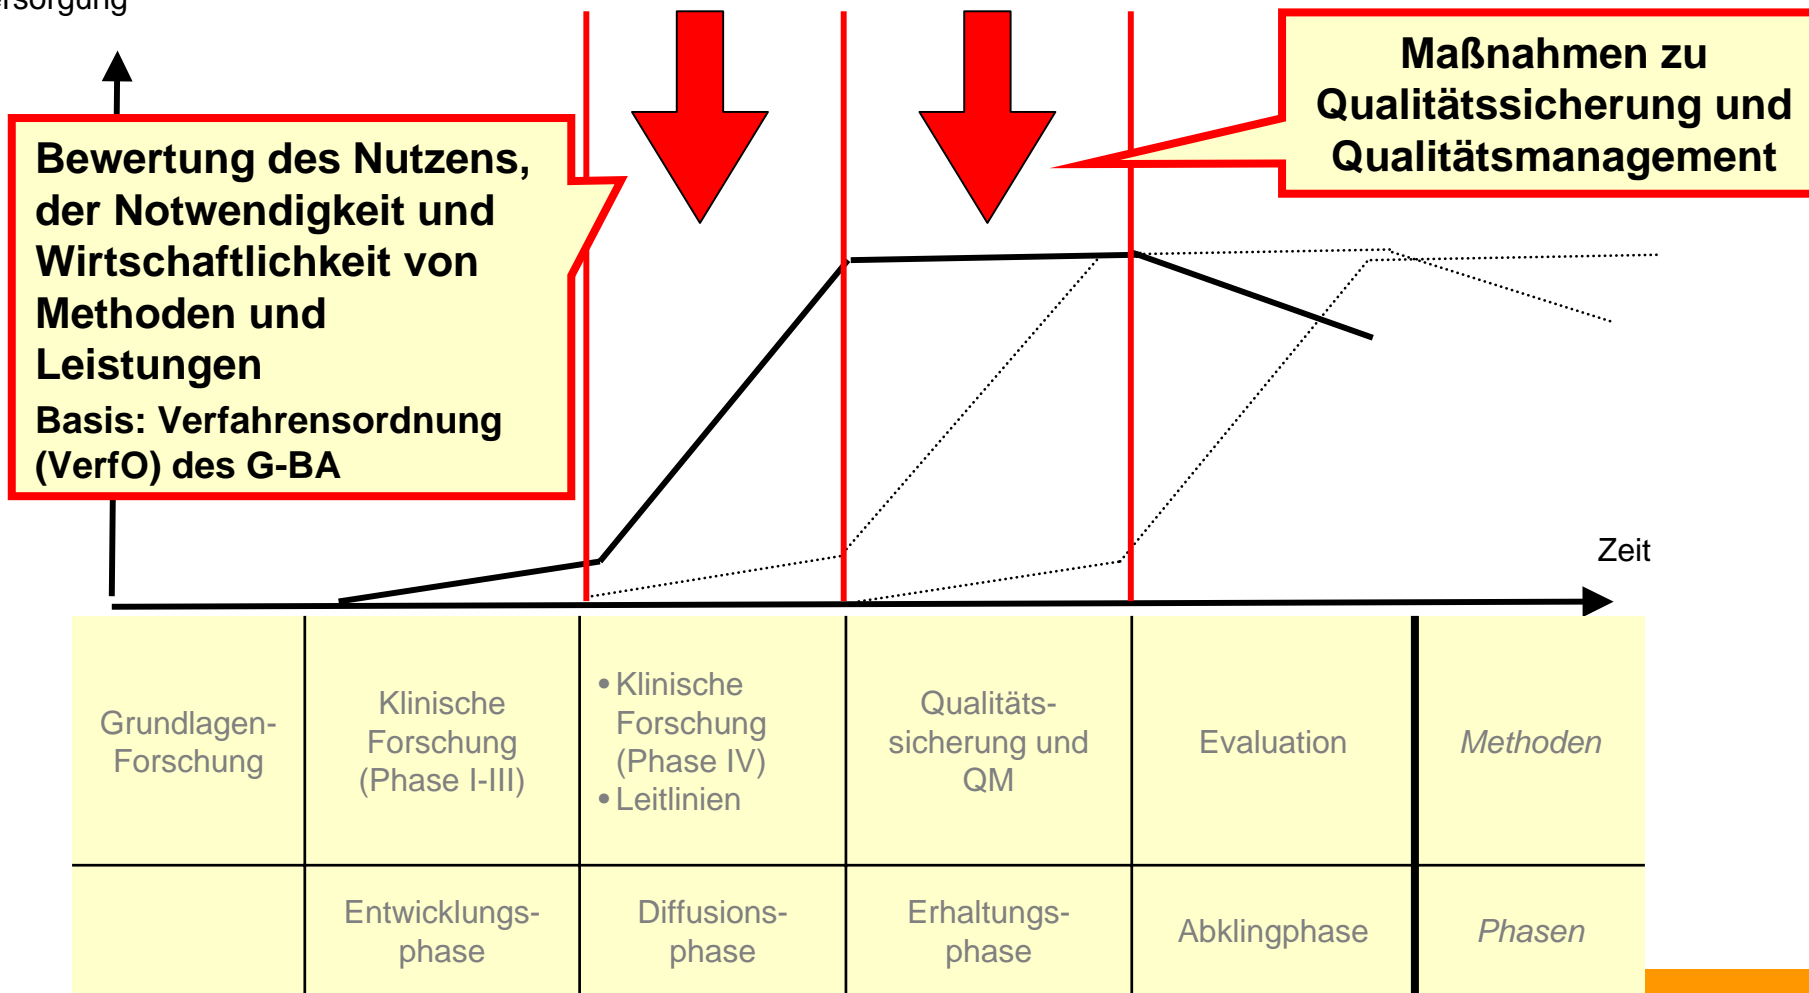 Maßnahmen zu
Qualitätssicherung und
Qualitätsmanagement
Bewertung des Nutzens,
der Notwendigkeit und
Wirtschaftlichkeit von
Methoden und
Leistungen
Basis: Verfahrensordnung
(VerfO) des G-BA
Zeit
Grundlagen-
Forschung
Klinische
Forschung
(Phase I-III)
• Klinische
Forschung
(Phase IV)
• Leitlinien
Qualitäts-
sicherung und
QM
Evaluation
Methoden
Entwicklungs-
phase
Diffusions-
phase
Erhaltungs-
phase
Abklingphase
Phasen